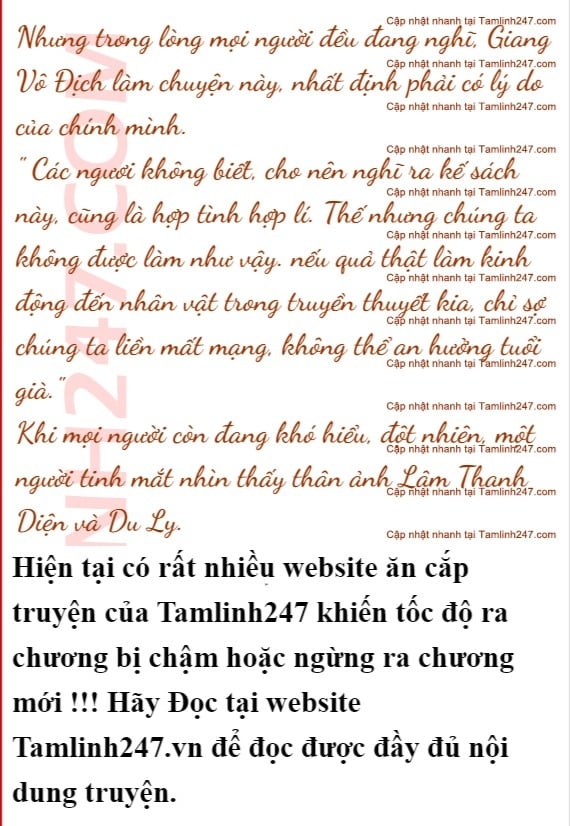 Cập nhật nhanh tại Tamlinh247.com
Nhưng trong lòng mọi người đều đang nghĩ, Giang
Cập nhật nhanh tại Tamlinh247.com
Vô Địch làm chuyện này, nhất định phải có lý do
Cập nhật nhanh tại Tamlinh247.com
của chính mình.
Cập nhật nhanh tại Tamlinh247.com
" Các ngươi không biết, cho nên nghĩ ra kế sách
Cập nhật nhanh tại Tamlinh247.com
này, cũng là hợp tình hợp lí. Thế nhưng chúng ta
Cập nhật nhanh tại Tamlinh247.com
không được làm như vậy. nếu quả thật làm kinh
Cập nhật nhanh tại Tamlinh247.com
động đến nhân vật trong truyền thuyết kia, chỉ sợ
Cập nhật nhanh tại Tamlinh247.com
chúng ta liền mất mạng, không thể an hưởng tuổi
Cập nhật nhanh tại Tamlinh247.com
già."
Cập nhật nhanh tại Tamlinh247.com
Khi mọi người còn đang khó hiểu, đột nhiên, một
Cập nhật nhanh tại Tamlinh247.com
người tinh mắt nhìn thấy thân ảnh Lâm Thanh
Cập nhật nhanh tại Tamlinh247.com
Diện và Du Ly.
Cập nhật nhanh tại Tamlinh247.com
NH247.COM
Hiện tại có rất nhiều website ăn cắp
truyện của Tamlinh247 khiến tốc độ ra
chương bị chậm hoặc ngừng ra chương
mới !!! Hãy Đọc tại website
Tamlinh247.vn để đọc được đầy đủ nội
dung truyện.